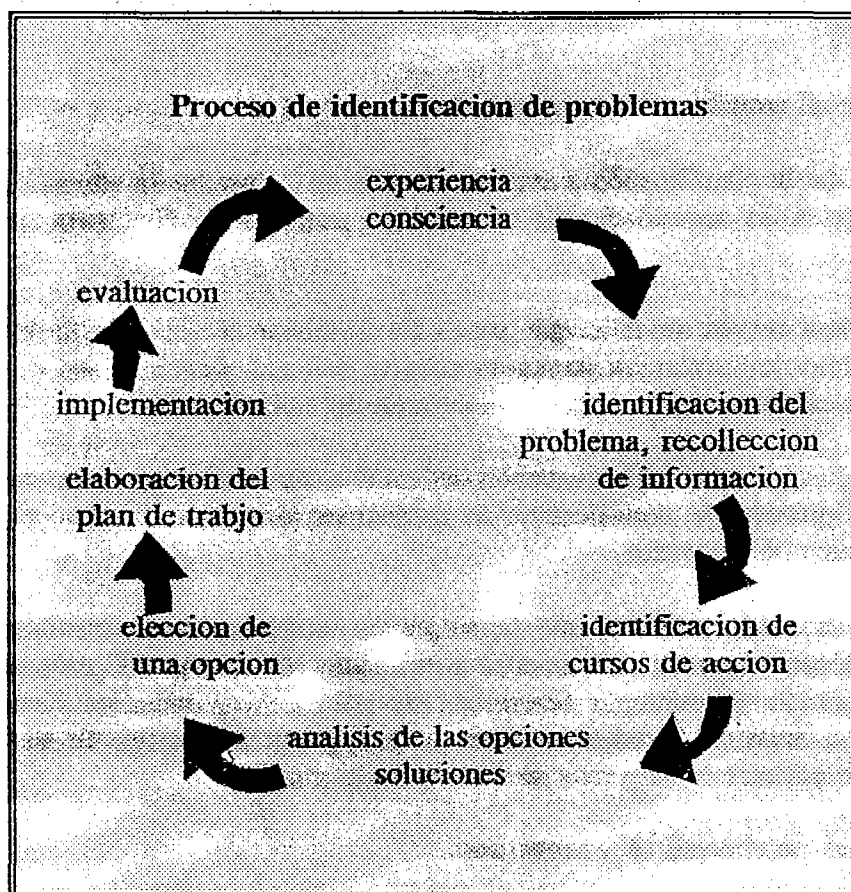 Proceso de identificacion de problemas
experiencia
consciencia
identificacion del
problema, recolleccion
de informacion
identificacion de
cursos de accion
analisis de las opciones
soluciones
eleccion de
una opcion
elaboracion del
plan de trabjo
implementacion
evaluacion